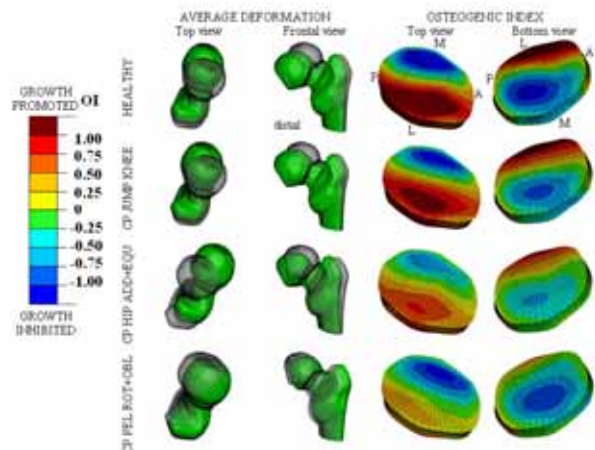 AVERAGE DEFORMATION OSTEOGENIC INDEX
Top view Frontal view Top view Bottom view
M L
P A P A
distal
L M
GROWTH
PROMOTED OI
1.00
0.75
0.50
0.25
0
-0.25
-0.50
-0.75
-1.00
GROWTH
INHIBITED
HEALTHY
CP JUMP KNEE
CP HIP ADD+EQU
CP PEL ROT+OBL